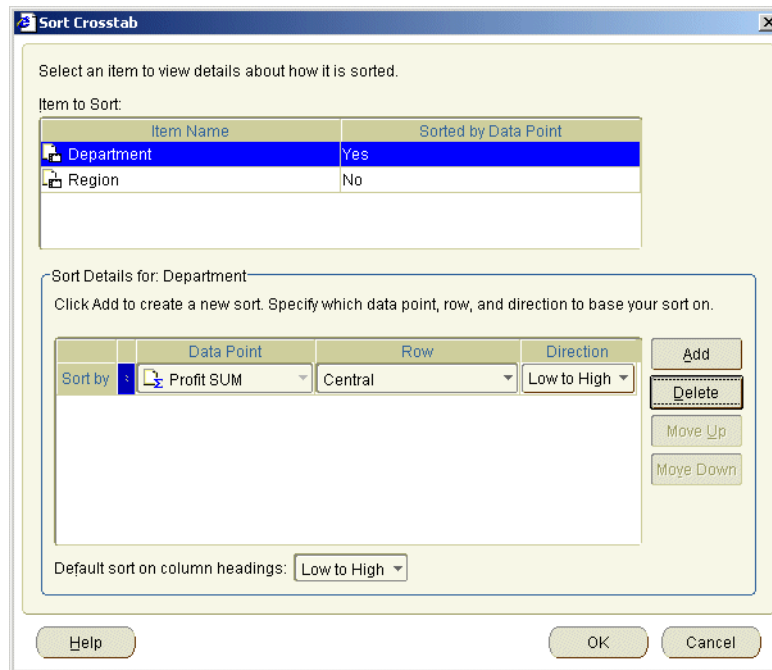 Sort Crosstab
Select an item to view details about how it is sorted.
Item to Sort:
Item Name Sorted by Data Point
Department Yes
Region No
Sort Details for: Department
Click Add to create a new sort. Specify which data point, row, and direction to base your sort on.
Data Point Row Direction
Sort by Profit SUM Central Low to High
Add
Delete
Move Up
Move Down
Default sort on column headings: Low to High
Help OK Cancel